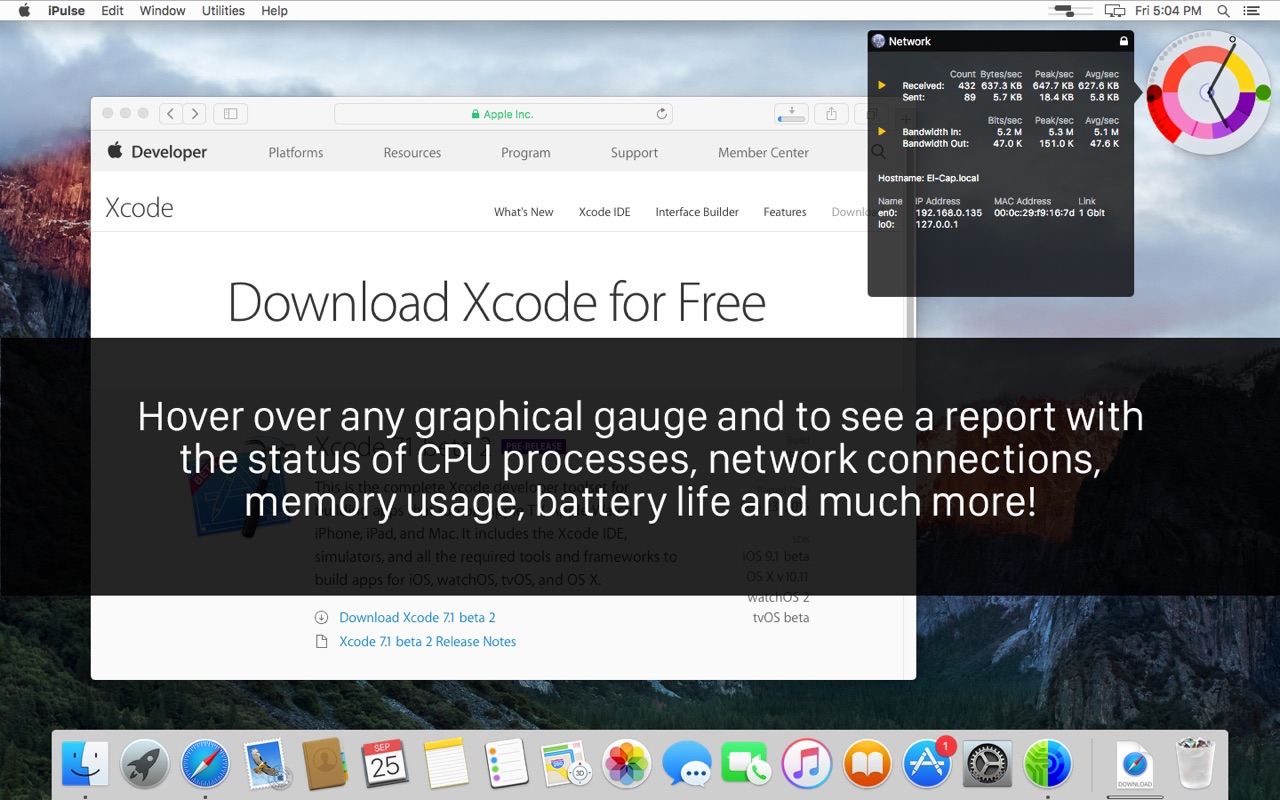 iPulse Edit Window Utilities Help
Fri 5:04 PM
Network
Count Bytes/sec Peak/sec Avg/sec
Received: 432 637.3 KB 647.7 KB 627.6 KB
Sent: 89 5.7 KB 18.4 KB 5.8 KB
Bits/sec Peak/sec Avg/sec
Bandwidth In: 5.2 M 5.3 M 5.1 M
Bandwidth Out: 47.0 K 151.0 K 47.6 K
Hostname: El-Cap.local
Name IP Address MAC Address Link
en0: 192.168.0.135 00:0c:29:f9:16:7d 1 Gbit
lo0: 127.0.0.1
Apple Inc.
Developer Platforms Resources Program Support Member Center
Xcode
What's New Xcode IDE Interface Builder Features
Download Xcode for Free
Hover over any graphical gauge and to see a report with
the status of CPU processes, network connections,
memory usage, battery life and much more!
Xcode 7.1 beta 2 PRE-RELEASE
This is the complete Xcode developer toolset for
iPhone, iPad, and Mac. It includes the Xcode IDE,
simulators, and all the required tools and frameworks to
build apps for iOS, watchOS, tvOS, and OS X.
Build
SDK
iOS 9.1 beta
OS X v10.11
watchOS 2
tvOS beta
Download Xcode 7.1 beta 2
Xcode 7.1 beta 2 Release Notes
SEP
25
3D
1
DOWNLOAD